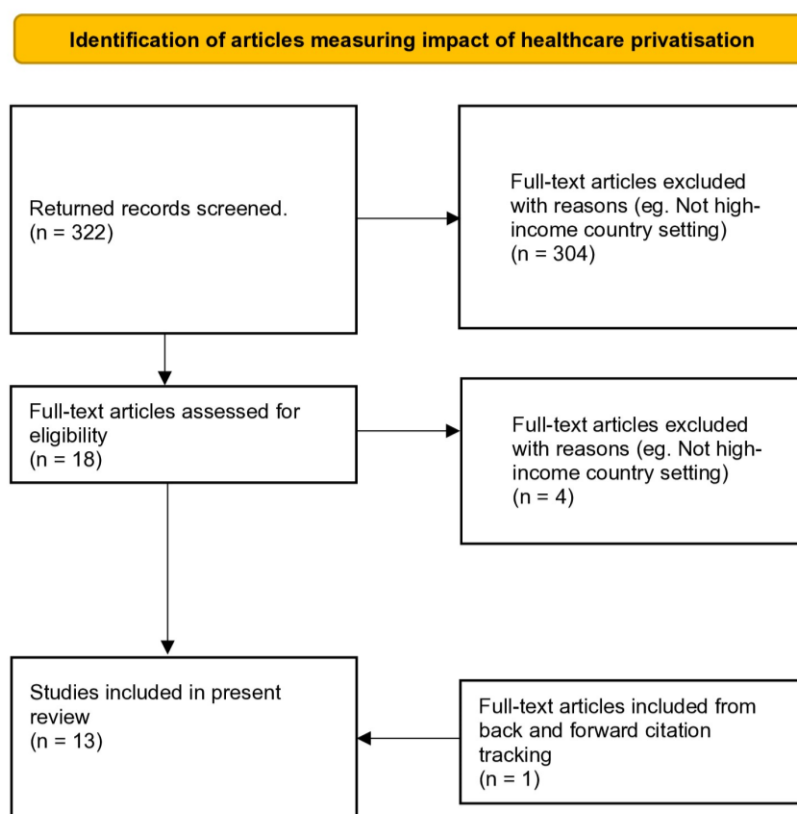 Identification of articles measuring impact of healthcare privatisation
Returned records screened.
(n = 322)
Full-text articles excluded
with reasons (eg. Not high-
income country setting)
(n = 304)
Full-text articles assessed for
eligibility
(n = 18)
Full-text articles excluded
with reasons (eg. Not high-
income country setting)
(n = 4)
Studies included in present
review
(n = 13)
Full-text articles included from
back and forward citation
tracking
(n = 1)